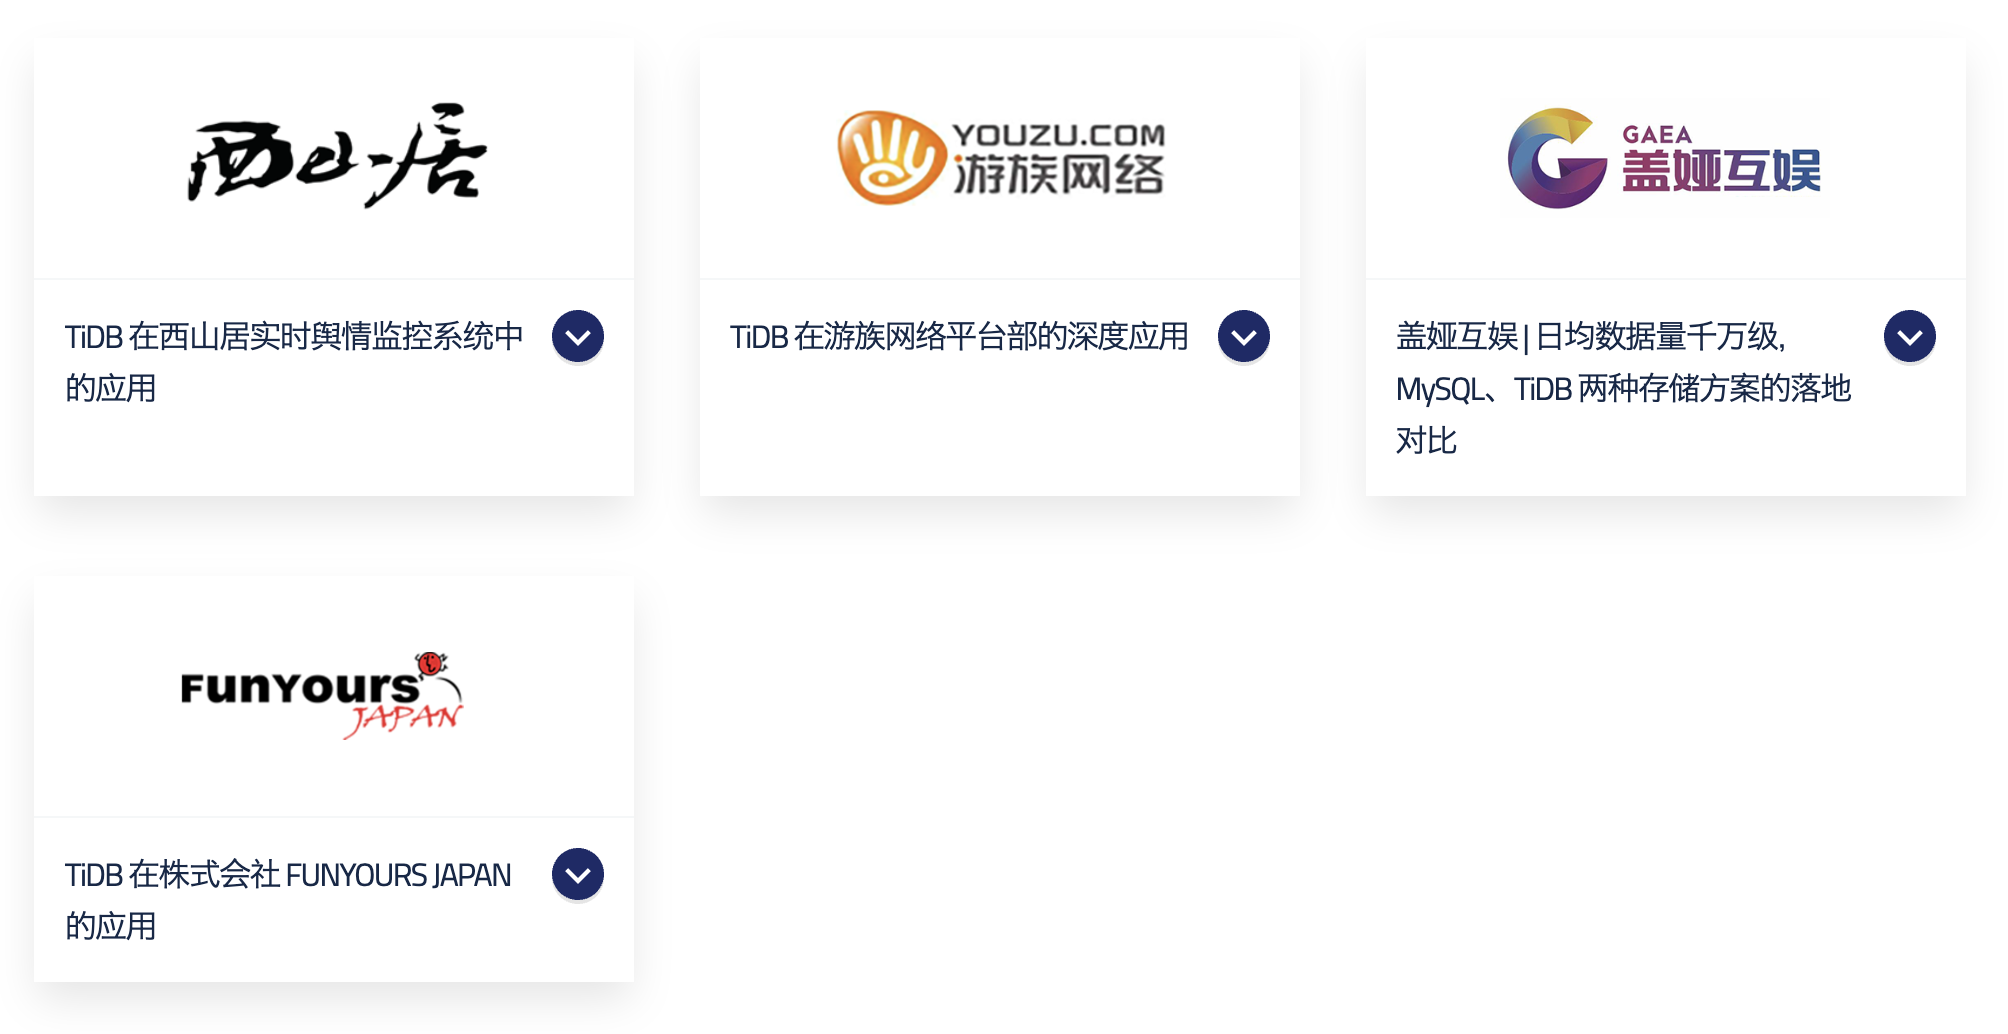 西山居
TiDB 在西山居实时舆情监控系统中
的应用
YOUZU.COM
游族网络
TiDB 在游族网络平台部的深度应用
GAEA
盖娅互娱
盖娅互娱 | 日均数据量千万级,
MySQL、TiDB 两种存储方案的落地
对比
FUNYOURS
JAPAN
TiDB 在株式会社 FUNYOURS JAPAN
的应用